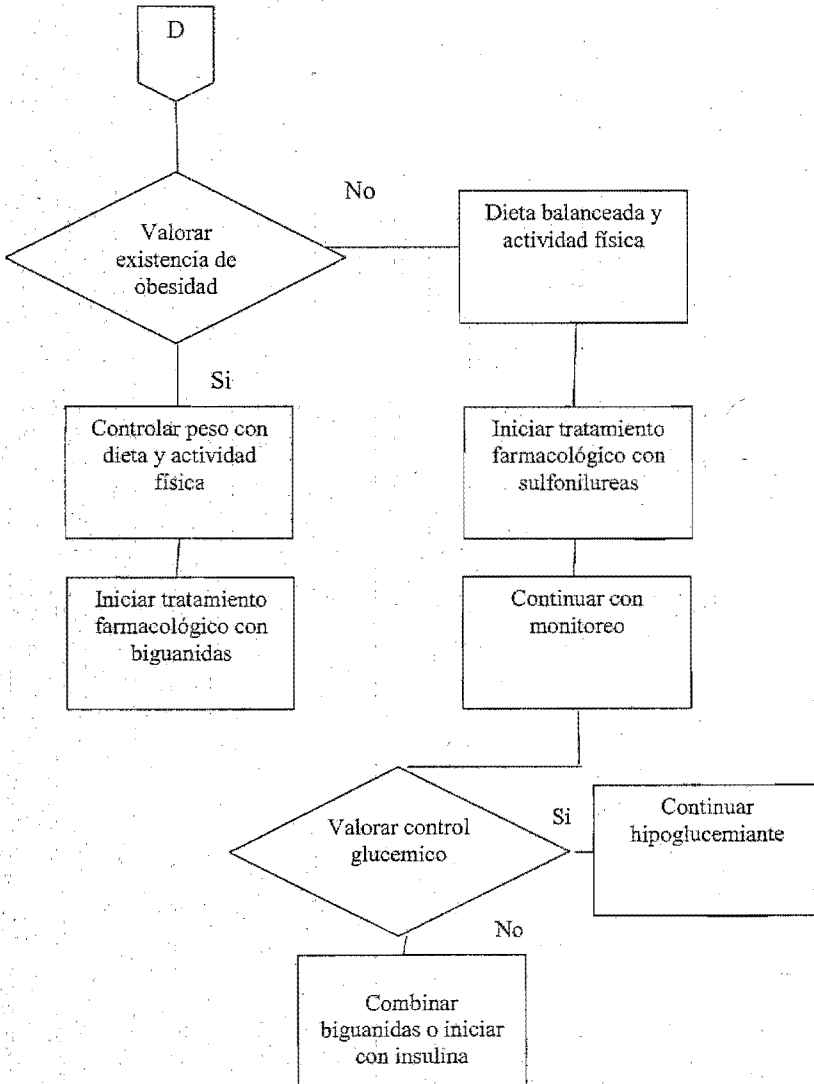 D
No
Valorar
existencia de
obesidad
Dieta balanceada y
actividad física
Si
Controlar peso con
dieta y actividad
física
Iniciar tratamiento
farmacológico con
sulfonilureas
Iniciar tratamiento
farmacológico con
biguanidas
Continuar con
monitoreo
Valorar control
glucemico
Si
Continuar
hipoglucemiante
No
Combinar
biguanidas o iniciar
con insulina